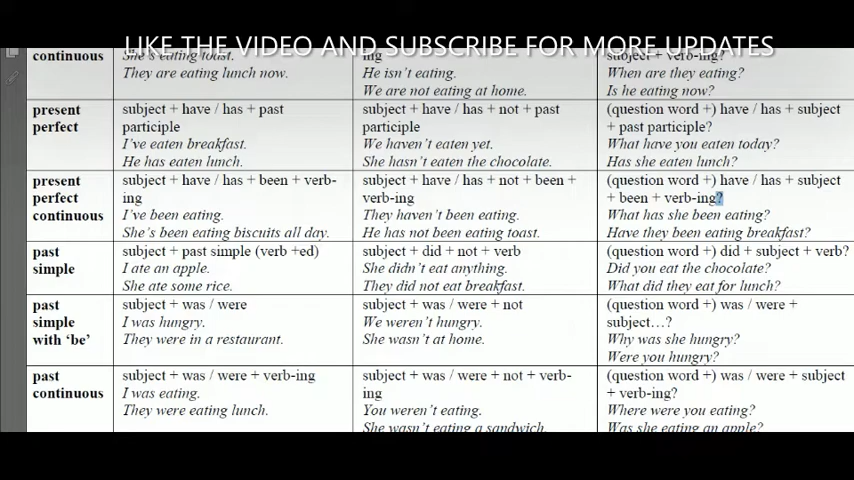 LIKE THE VIDEO AND SUBSCRIBE FOR MORE UPDATES
continuous
She's eating toast.
They are eating lunch now.
ing
He isn't eating.
We are not eating at home.
subject + verb-ing?
When are they eating?
Is he eating now?
present
perfect
subject + have / has + past
participle
I've eaten breakfast.
He has eaten lunch.
subject + have / has + not + past
participle
We haven't eaten yet.
She hasn't eaten the chocolate.
(question word +) have / has + subject
+ past participle?
What have you eaten today?
Has she eaten lunch?
present
perfect
continuous
subject + have / has + been + verb-
ing
I've been eating.
She's been eating biscuits all day.
subject + have / has + not + been +
verb-ing
They haven't been eating.
He has not been eating toast.
(question word +) have / has + subject
+ been + verb-ing?
What has she been eating?
Have they been eating breakfast?
past
simple
subject + past simple (verb +ed)
I ate an apple.
She ate some rice.
subject + did + not + verb
She didn't eat anything.
They did not eat breakfast.
(question word +) did + subject + verb?
Did you eat the chocolate?
What did they eat for lunch?
past
simple
with 'be'
subject + was / were
I was hungry.
They were in a restaurant.
subject + was / were + not
We weren't hungry.
She wasn't at home.
(question word +) was / were +
subject…?
Why was she hungry?
Were you hungry?
past
continuous
subject + was / were + verb-ing
I was eating.
They were eating lunch.
subject + was / were + not + verb-
ing
You weren't eating.
She wasn't eating a sandwich.
(question word +) was / were + subject
+ verb-ing?
Where were you eating?
Was she eating an apple?